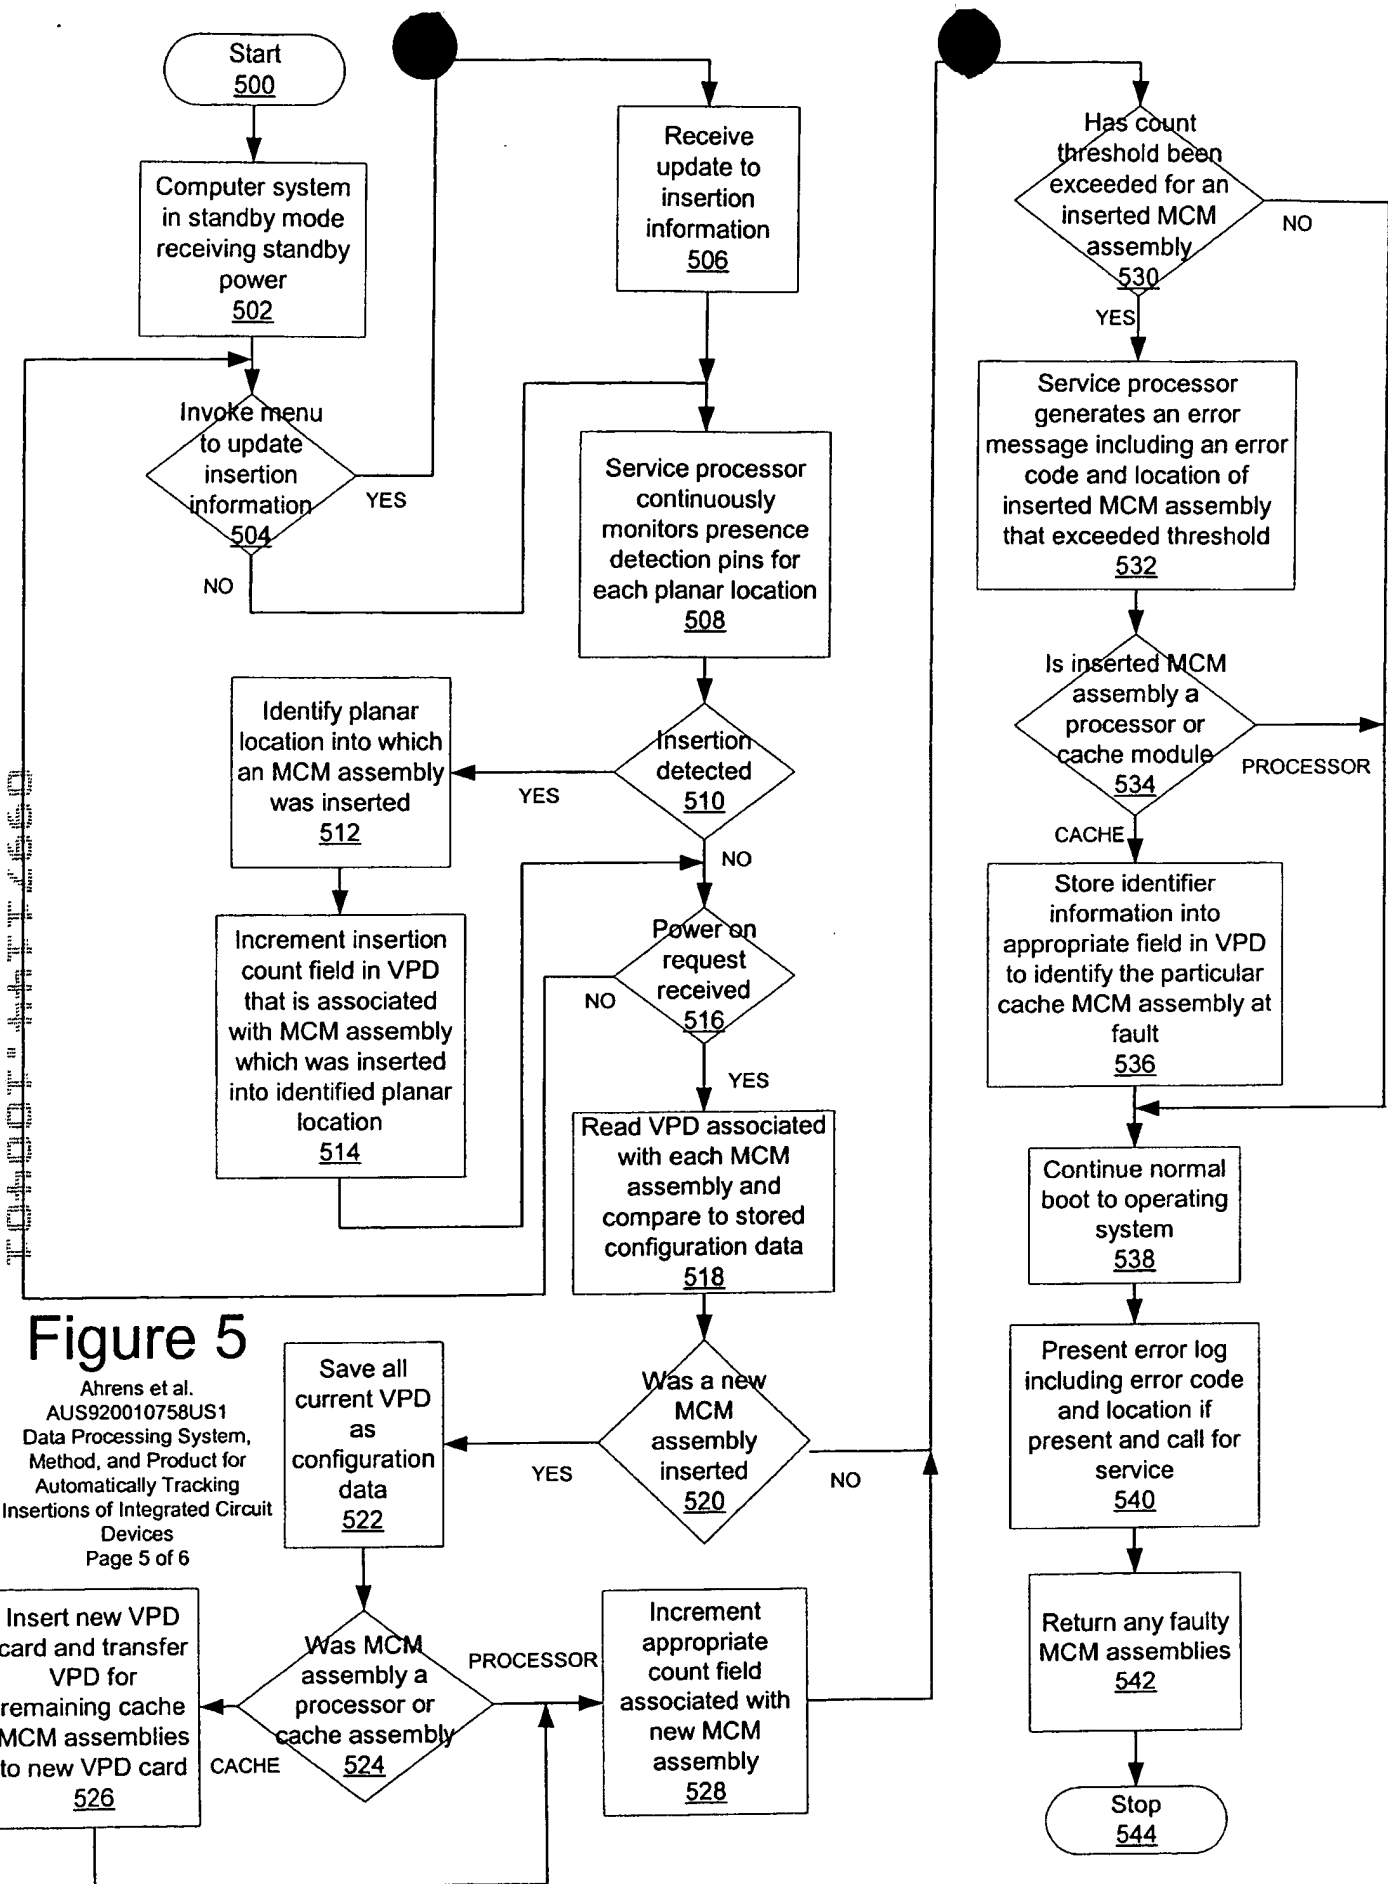 Start
500
Computer system
in standby mode
receiving standby
power
502
Invoke menu
to update
insertion
information
504
YES
NO
Receive
update to
insertion
information
506
Service processor
continuously
monitors presence
detection pins for
each planar location
508
Insertion
detected
510
YES
NO
Identify planar
location into which
an MCM assembly
was inserted
512
Increment insertion
count field in VPD
that is associated
with MCM assembly
which was inserted
into identified planar
location
514
Power on
request
received
516
NO
YES
Read VPD associated
with each MCM
assembly and
compare to stored
configuration data
518
Was a new
MCM
assembly
inserted
520
YES
NO
Save all
current VPD
as
configuration
data
522
Was MCM
assembly a
processor or
cache assembly
524
PROCESSOR
CACHE
Insert new VPD
card and transfer
VPD for
remaining cache
MCM assemblies
to new VPD card
526
Increment
appropriate
count field
associated with
new MCM
assembly
528
Has count
threshold been
exceeded for an
inserted MCM
assembly
530
NO
YES
Service processor
generates an error
message including an error
code and location of
inserted MCM assembly
that exceeded threshold
532
Is inserted MCM
assembly a
processor or
cache module
534
PROCESSOR
CACHE
Store identifier
information into
appropriate field in VPD
to identify the particular
cache MCM assembly at
fault
536
Continue normal
boot to operating
system
538
Present error log
including error code
and location if
present and call for
service
540
Return any faulty
MCM assemblies
542
Stop
544
Figure 5
Ahrens et al.
AUS920010758US1
Data Processing System,
Method, and Product for
Automatically Tracking
Insertions of Integrated Circuit
Devices
Page 5 of 6